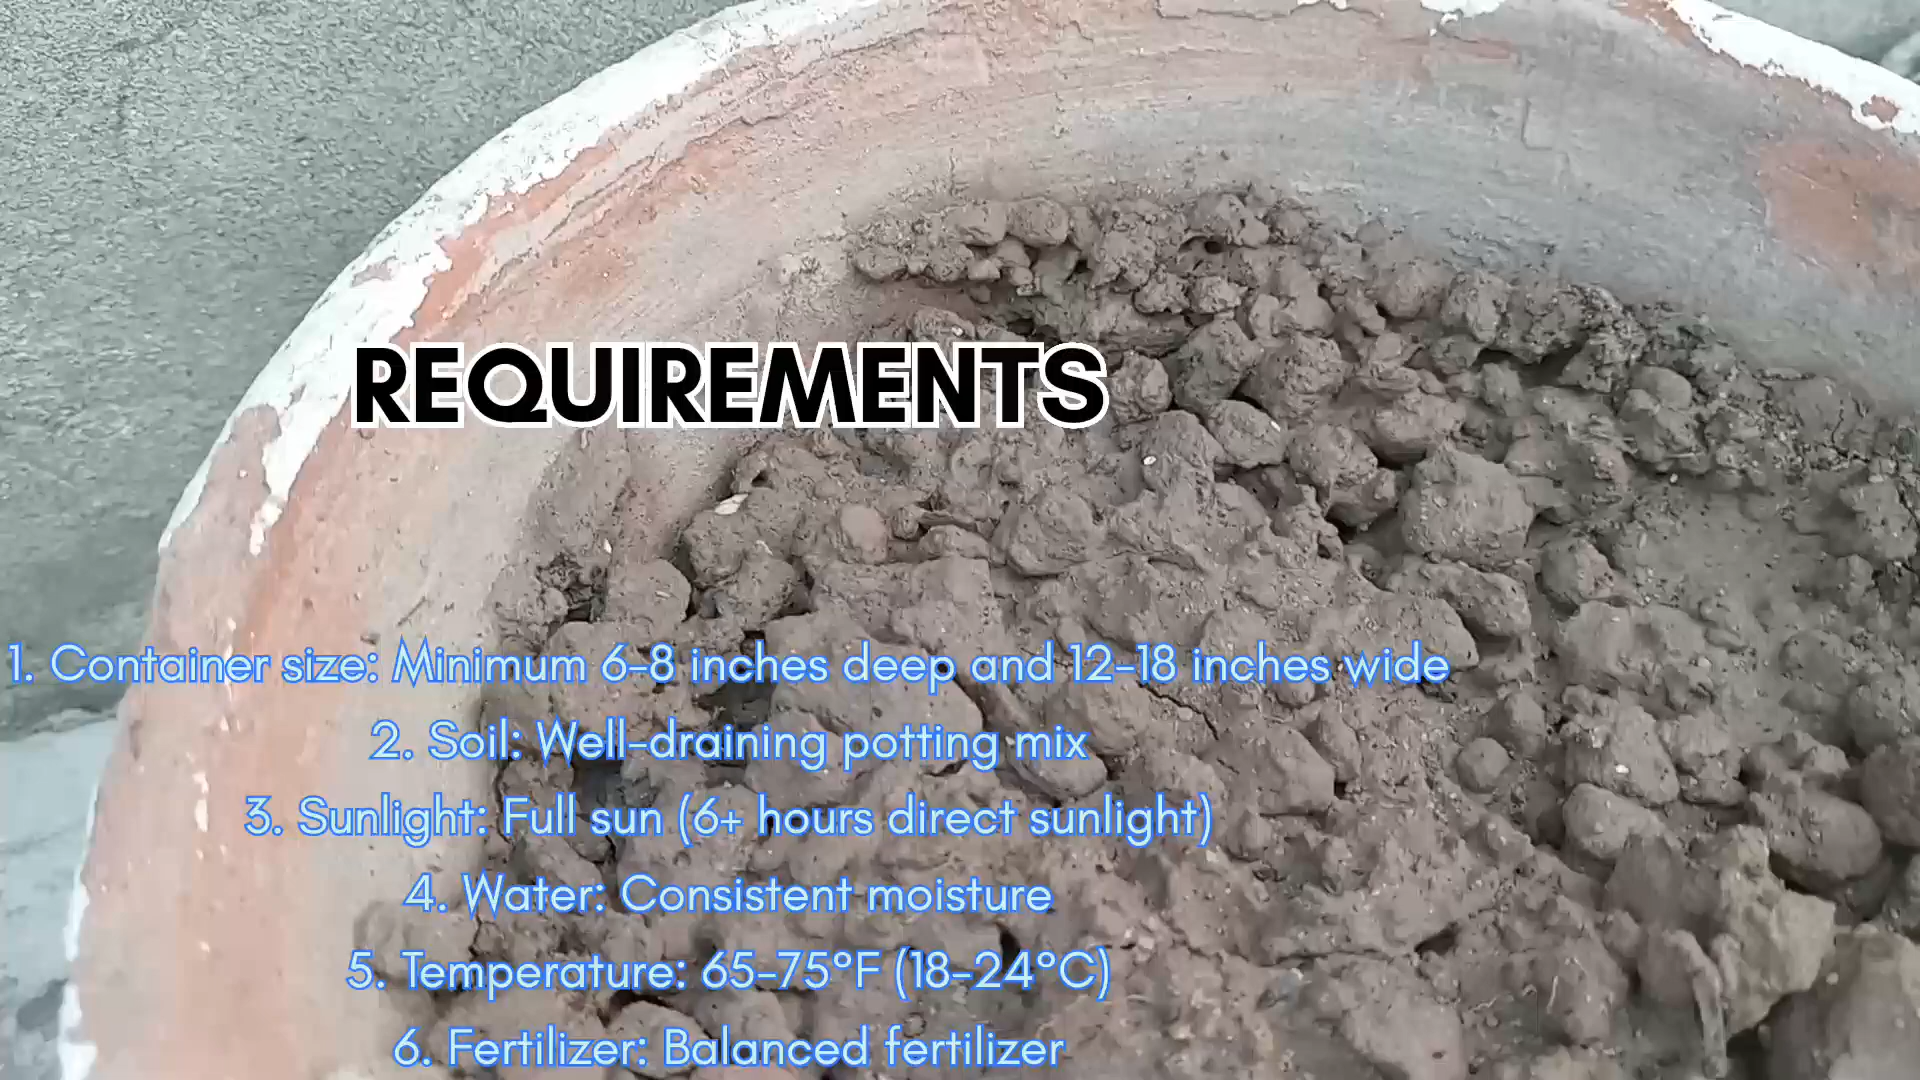 REQUIREMENTS
1. Container size: Minimum 6-8 inches deep and 12-18 inches wide
2. Soil: Well-draining potting mix
3. Sunlight: Full sun (6+ hours direct sunlight)
4. Water: Consistent moisture
5. Temperature: 65-75°F (18-24°C)
6. Fertilizer: Balanced fertilizer